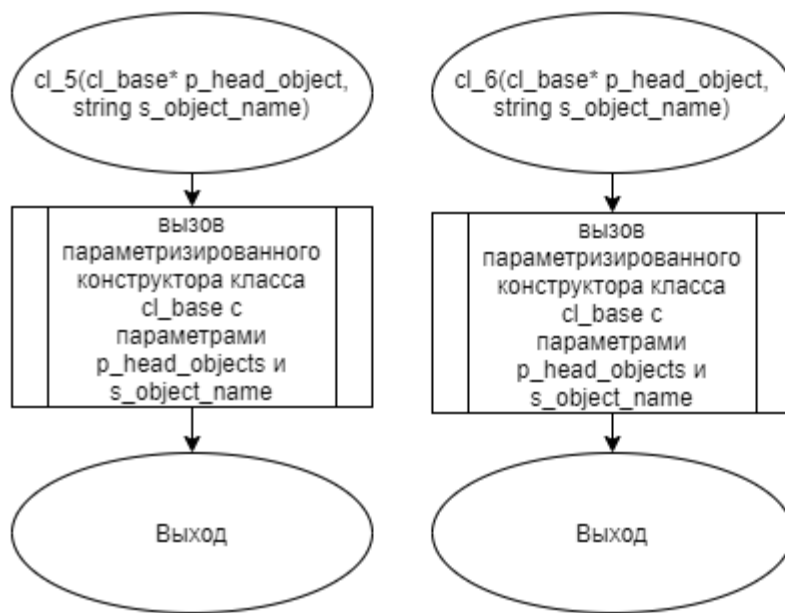 cl_5(cl_base* p_head_object,
string s_object_name)
вызов
параметризированного
конструктора класса
cl_base с
параметрами
p_head_objects и
s_object_name
Выход
cl_6(cl_base* p_head_object,
string s_object_name)
вызов
параметризированного
конструктора класса
cl_base с
параметрами
p_head_objects и
s_object_name
Выход